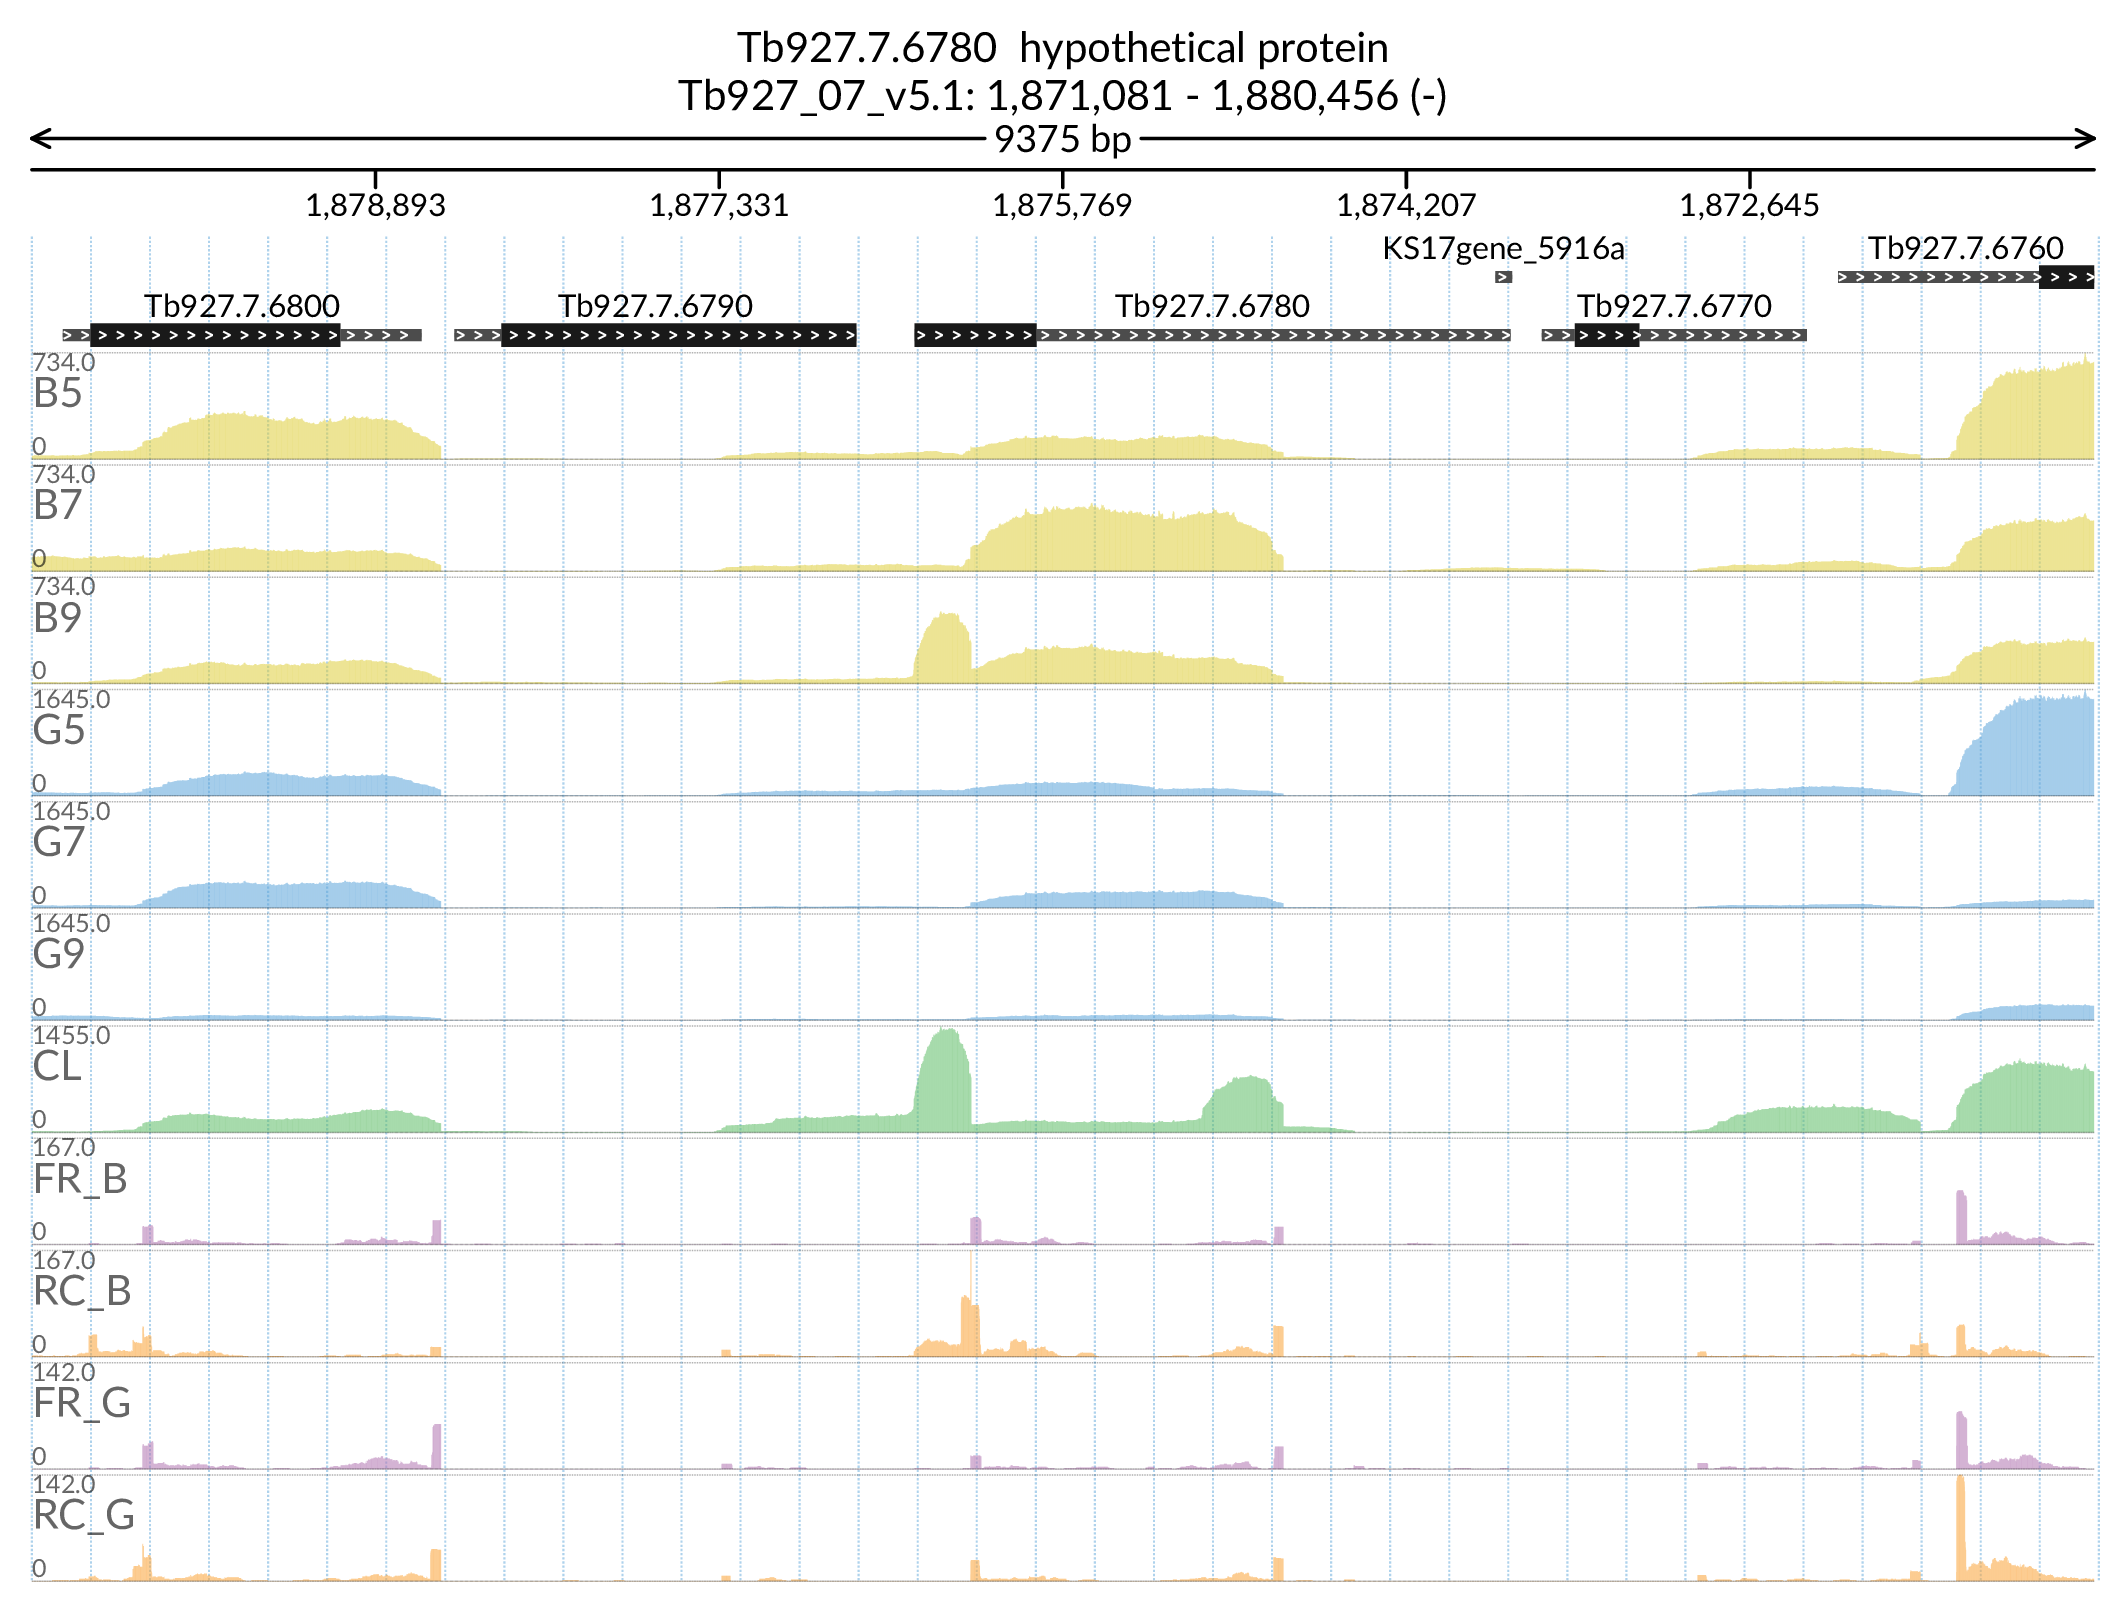 Tb927.7.6780  hypothetical protein
Tb927_07_v5.1: 1,871,081 - 1,880,456 (-)
9375 bp
1,878,893 1,877,331 1,875,769 1,874,207 1,872,645
KS17gene_5916a Tb927.7.6760
Tb927.7.6800 Tb927.7.6790 Tb927.7.6780 Tb927.7.6770
734.0
B5
0
734.0
B7
0
734.0
B9
0
1645.0
G5
0
1645.0
G7
0
1645.0
G9
0
1455.0
CL
0
167.0
FR_B
0
167.0
RC_B
0
142.0
FR_G
0
142.0
RC_G
0